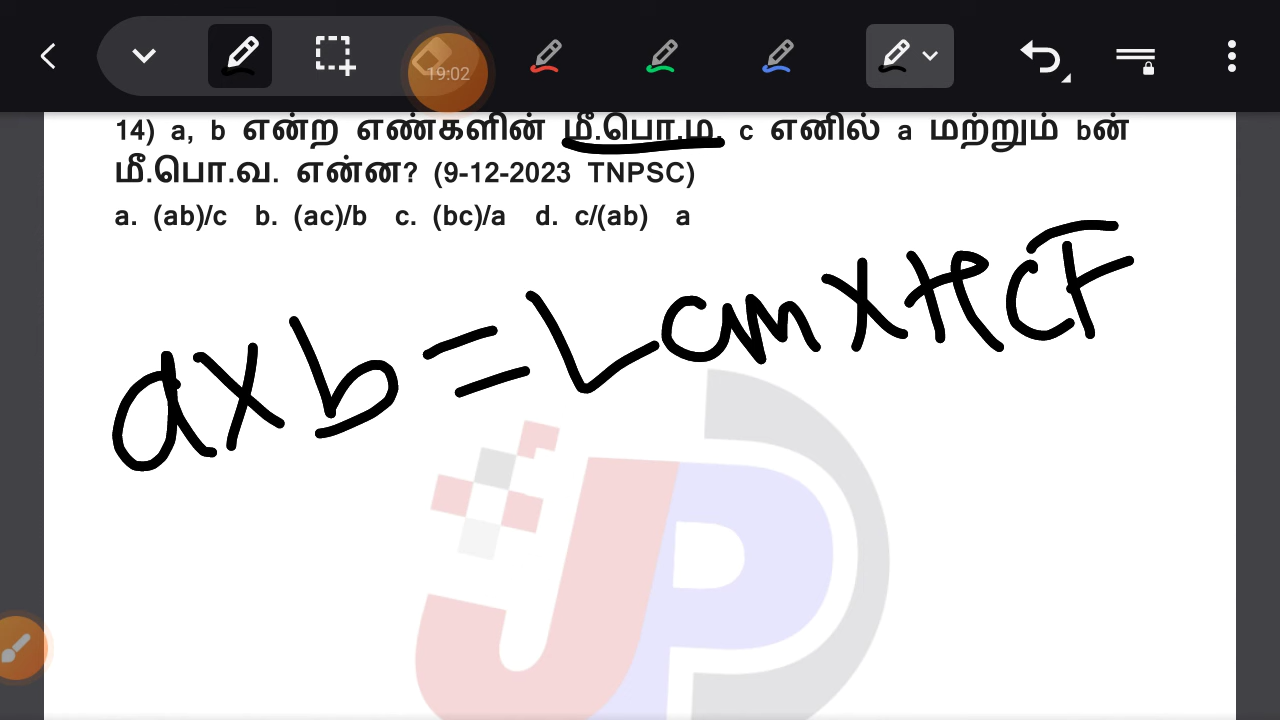 19:02
14) a, b என்ற எண்களின் மீ.பொ.ம. c எனில் a மற்றும் bன்
மீ.பொ.வ. என்ன? (9-12-2023 TNPSC)
a. (ab)/c b. (ac)/b c. (bc)/a d. c/(ab) a
a×b = Lcm × HCF
JP